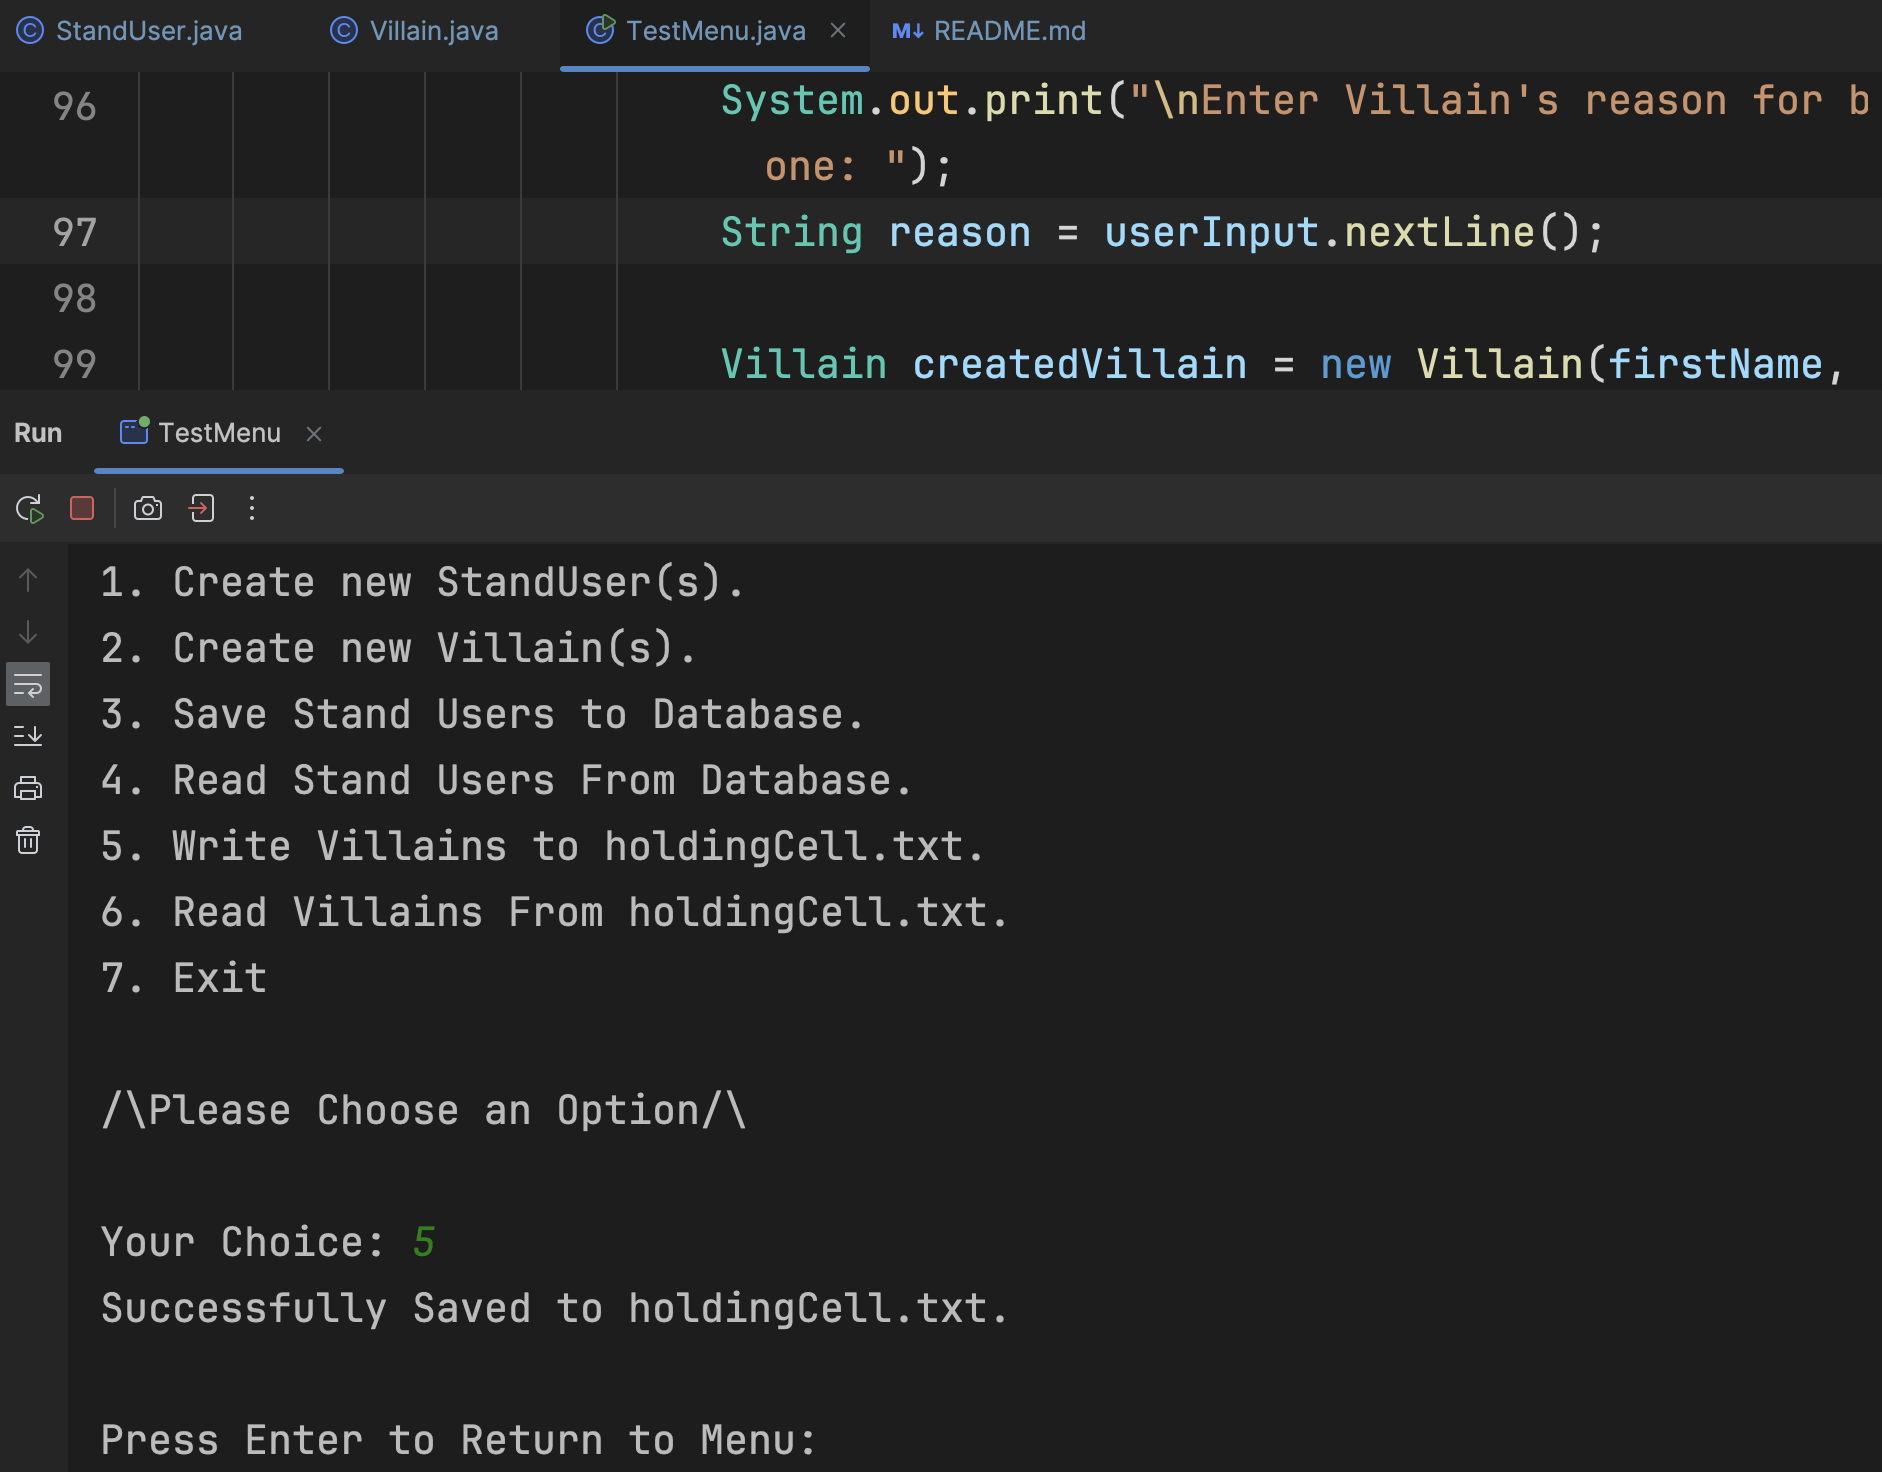 StandUser.java Villain.java TestMenu.java README.md
96 System.out.print("\nEnter Villain's reason for b
one: ");
97 String reason = userInput.nextLine();
98
99 Villain createdVillain = new Villain(firstName,
Run TestMenu
1. Create new StandUser(s).
2. Create new Villain(s).
3. Save Stand Users to Database.
4. Read Stand Users From Database.
5. Write Villains to holdingCell.txt.
6. Read Villains From holdingCell.txt.
7. Exit
/\Please Choose an Option/\
Your Choice: 5
Successfully Saved to holdingCell.txt.
Press Enter to Return to Menu: